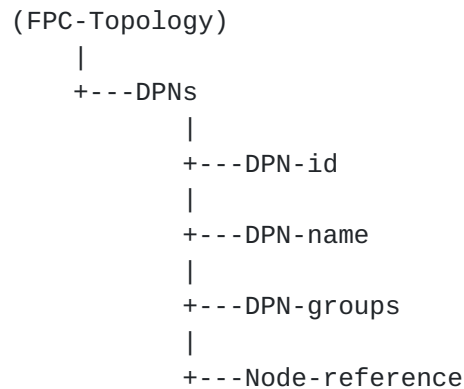 (FPC-Topology)
     |
     +---DPNs
            |
            +---DPN-id
            |
            +---DPN-name
            |
            +---DPN-groups
            |
            +---Node-reference